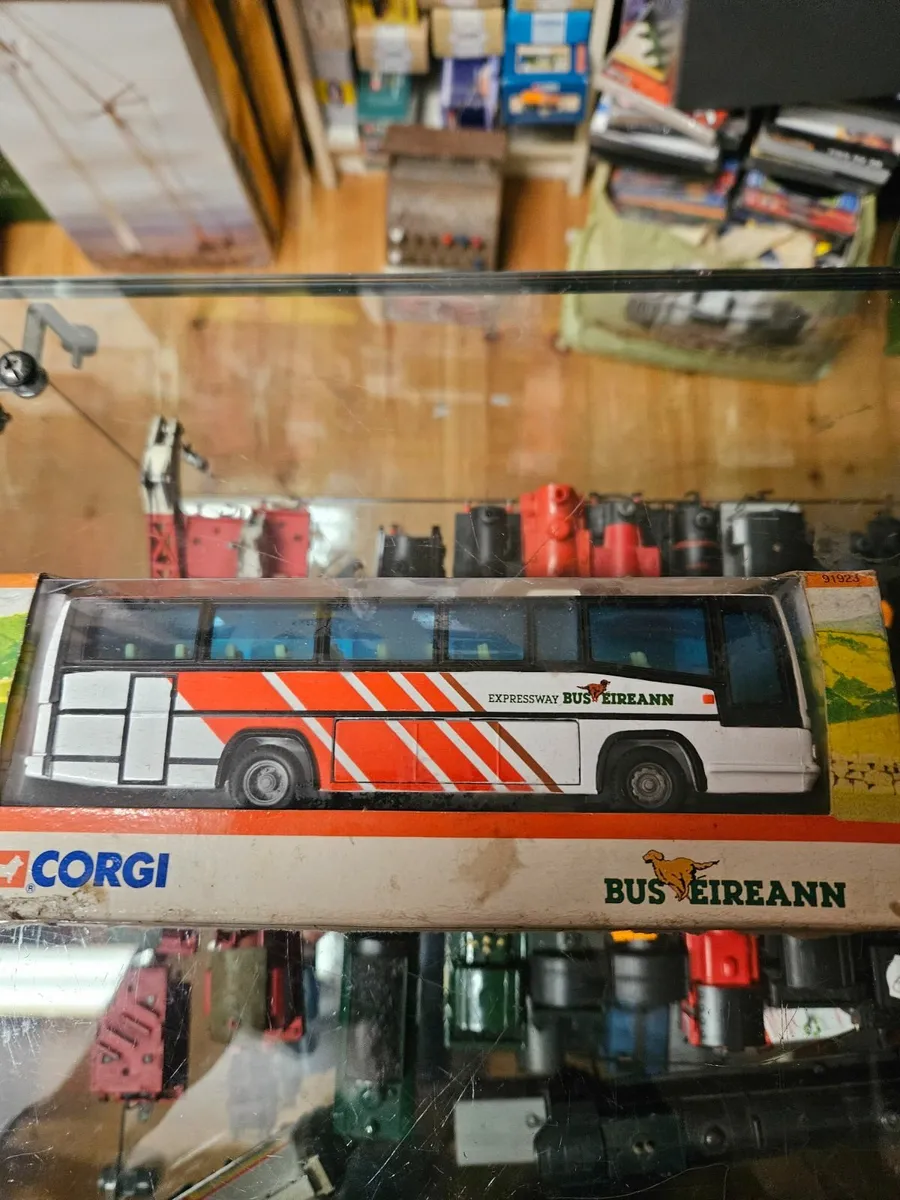 91923
EXPRESSWAY BUS EIREANN
CORGI
®
BUS EIREANN